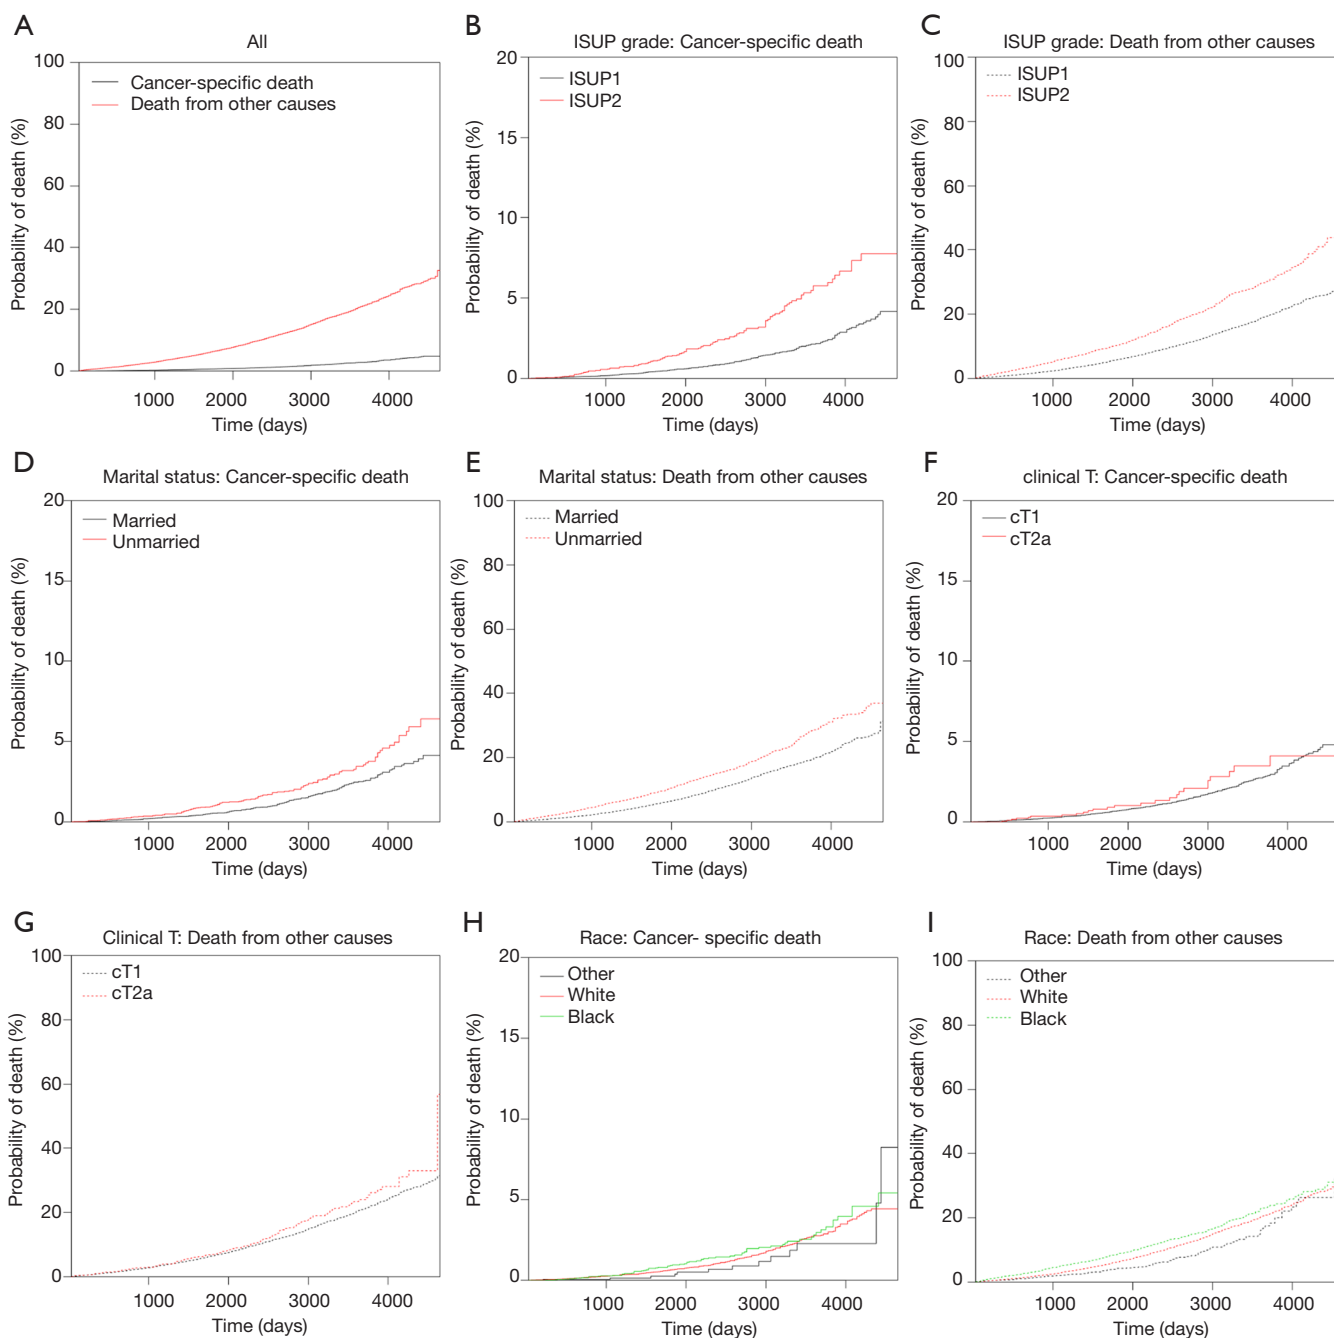 A
All
Probability of death (%)
100
80
60
40
20
0
Cancer-specific death
Death from other causes
1000 2000 3000 4000
Time (days)
B
ISUP grade: Cancer-specific death
Probability of death (%)
20
15
10
5
0
ISUP1
ISUP2
1000 2000 3000 4000
Time (days)
C
ISUP grade: Death from other causes
Probability of death (%)
100
80
60
40
20
0
ISUP1
ISUP2
1000 2000 3000 4000
Time (days)
D
Marital status: Cancer-specific death
Probability of death (%)
20
15
10
5
0
Married
Unmarried
1000 2000 3000 4000
Time (days)
E
Marital status: Death from other causes
Probability of death (%)
100
80
60
40
20
0
Married
Unmarried
1000 2000 3000 4000
Time (days)
F
clinical T: Cancer-specific death
Probability of death (%)
20
15
10
5
0
cT1
cT2a
1000 2000 3000 4000
Time (days)
G
Clinical T: Death from other causes
Probability of death (%)
100
80
60
40
20
0
cT1
cT2a
1000 2000 3000 4000
Time (days)
H
Race: Cancer- specific death
Probability of death (%)
20
15
10
5
0
Other
White
Black
1000 2000 3000 4000
Time (days)
I
Race: Death from other causes
Probability of death (%)
100
80
60
40
20
0
Other
White
Black
1000 2000 3000 4000
Time (days)